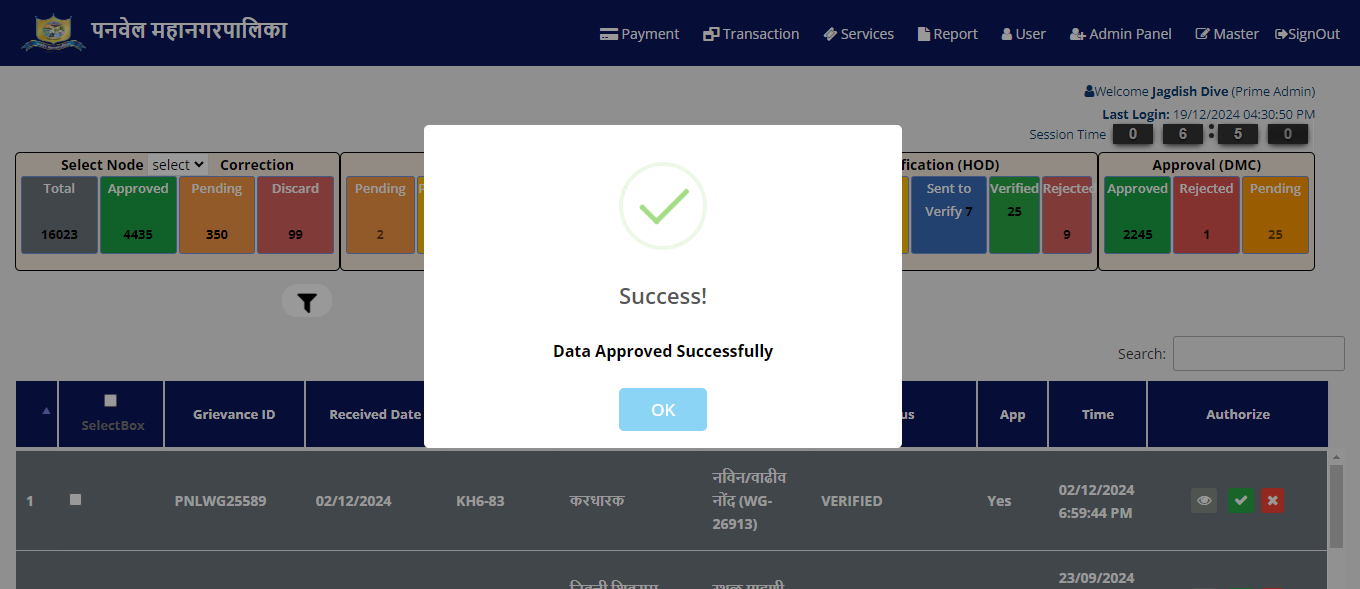 पनवेल महानगरपालिका
Payment Transaction Services Report User Admin Panel Master SignOut
Welcome Jagdish Dive (Prime Admin)
Last Login: 19/12/2024 04:30:50 PM
Session Time 0 6 : 5 0
Select Node select Correction
fication (HOD)
Approval (DMC)
Total Approved Pending Discard Pending
Sent to Verified Rejected Approved Rejected Pending
Verify 7 25
16023 4435 350 99 2 9 2245 1 25
Success!
Data Approved Successfully
OK
Search:
SelectBox Grievance ID Received Date us App Time Authorize
1 PNLWG25589 02/12/2024 KH6-83 करधारक
नविन/वाढीव
नोंद (WG-
26913)
VERIFIED Yes
02/12/2024
6:59:44 PM
23/09/2024